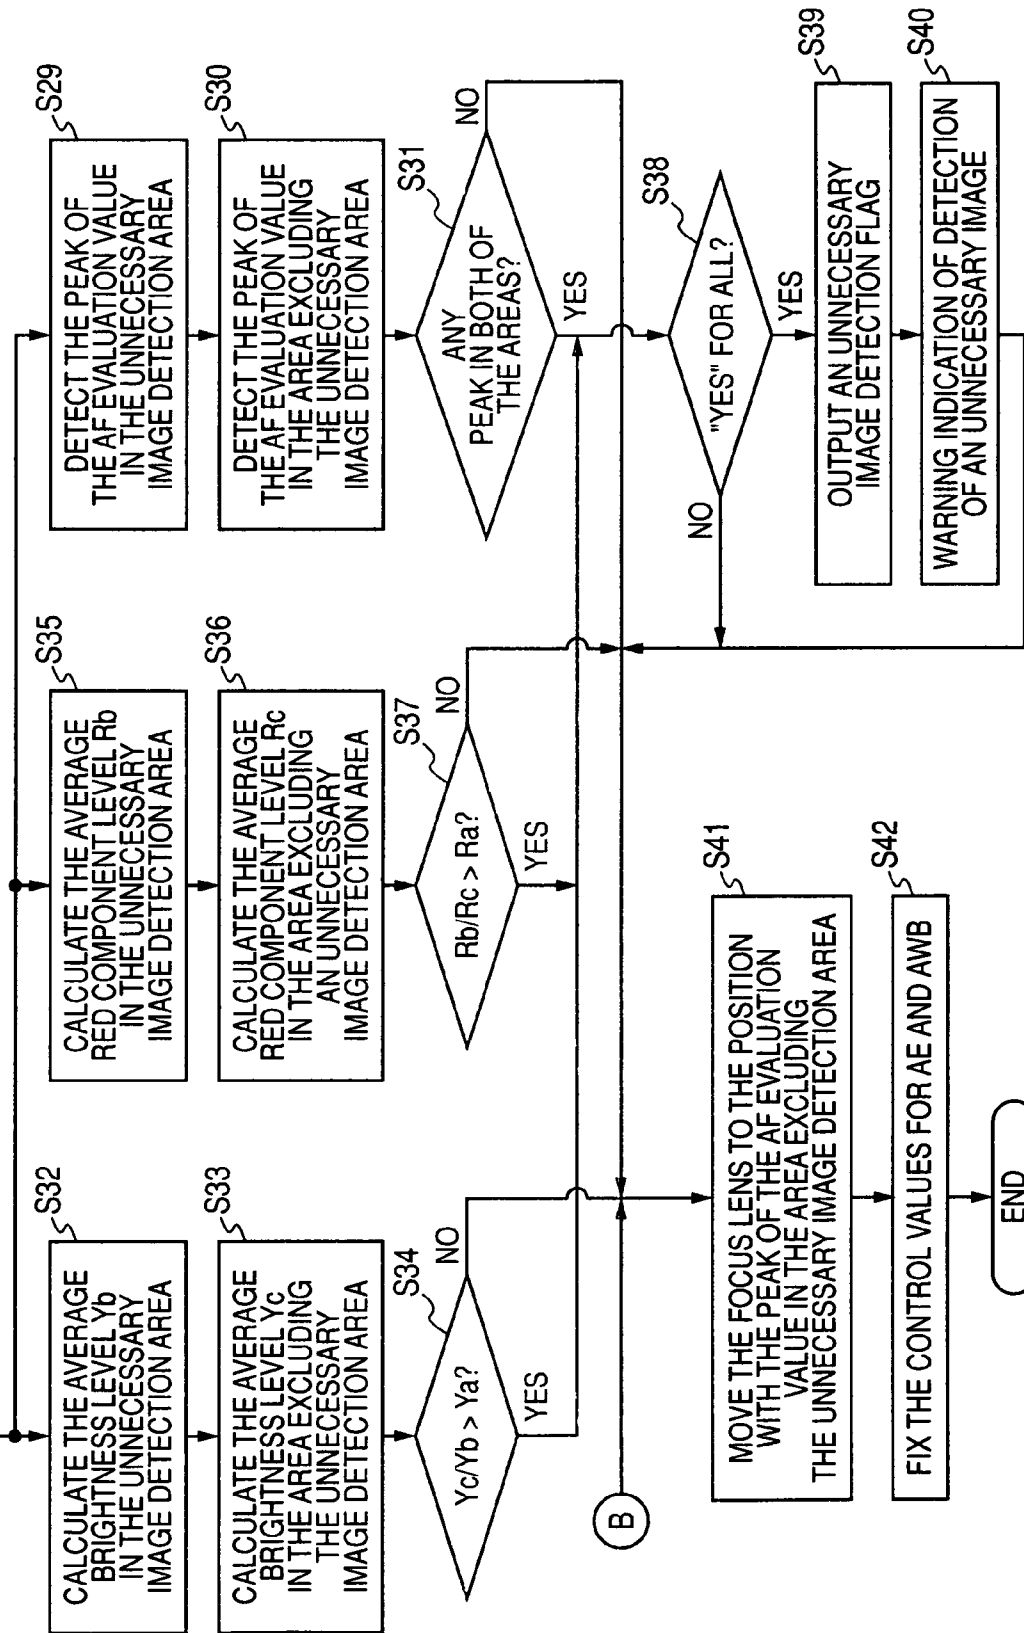 S32
CALCULATE THE AVERAGE
BRIGHTNESS LEVEL Yb
IN THE UNNECESSARY
IMAGE DETECTION AREA
S33
CALCULATE THE AVERAGE
BRIGHTNESS LEVEL Yc
IN THE AREA EXCLUDING
THE UNNECESSARY
IMAGE DETECTION AREA
S34
Yc/Yb > Ya?
NO
YES
S35
CALCULATE THE AVERAGE
RED COMPONENT LEVEL Rb
IN THE UNNECESSARY
IMAGE DETECTION AREA
S36
CALCULATE THE AVERAGE
RED COMPONENT LEVEL Rc
IN THE AREA EXCLUDING
AN UNNECESSARY
IMAGE DETECTION AREA
S37
Rb/Rc > Ra?
NO
YES
S29
DETECT THE PEAK OF
THE AF EVALUATION VALUE
IN THE UNNECESSARY
IMAGE DETECTION AREA
S30
DETECT THE PEAK OF
THE AF EVALUATION VALUE
IN THE AREA EXCLUDING
THE UNNECESSARY
IMAGE DETECTION AREA
S31
ANY
PEAK IN BOTH OF
THE AREAS?
NO
YES
S38
"YES" FOR ALL?
NO
YES
S39
OUTPUT AN UNNECESSARY
IMAGE DETECTION FLAG
S40
WARNING INDICATION OF DETECTION
OF AN UNNECESSARY IMAGE
B
S41
MOVE THE FOCUS LENS TO THE POSITION
WITH THE PEAK OF THE AF EVALUATION
VALUE IN THE AREA EXCLUDING
THE UNNECESSARY IMAGE DETECTION AREA
S42
FIX THE CONTROL VALUES FOR AE AND AWB
END